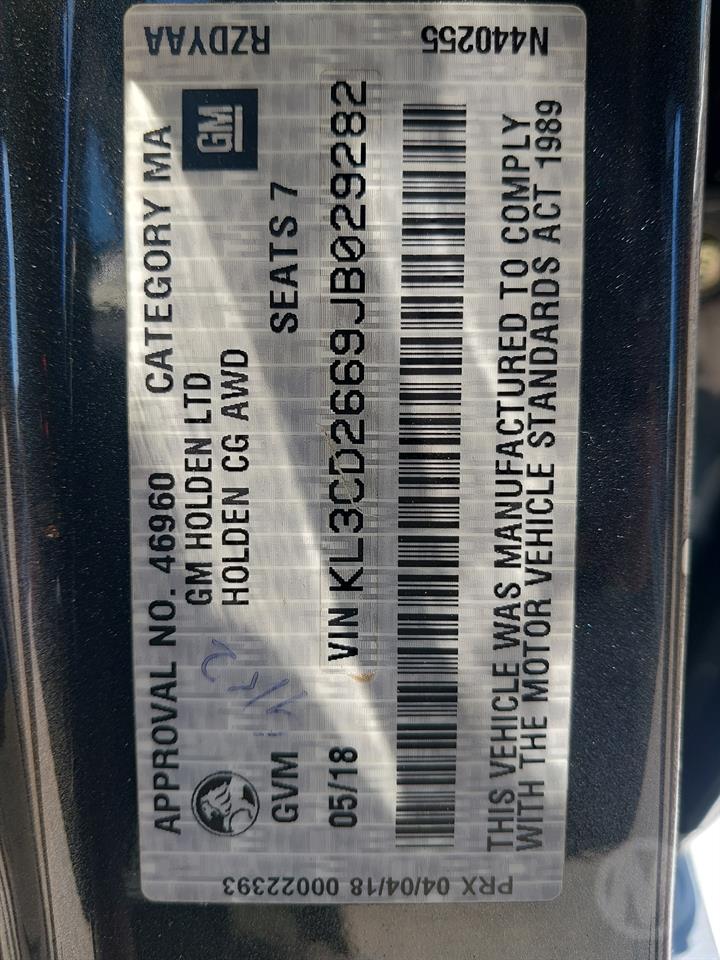 APPROVAL NO. 46960 CATEGORY MA
GM HOLDEN LTD
HOLDEN CG AWD
GM
GVM
SEATS 7
05/18
VIN KL3CD2669JB029282
THIS VEHICLE WAS MANUFACTURED TO COMPLY
WITH THE MOTOR VEHICLE STANDARDS ACT 1989
PRX 04/04/18 00022393
RZDYAA
N440255